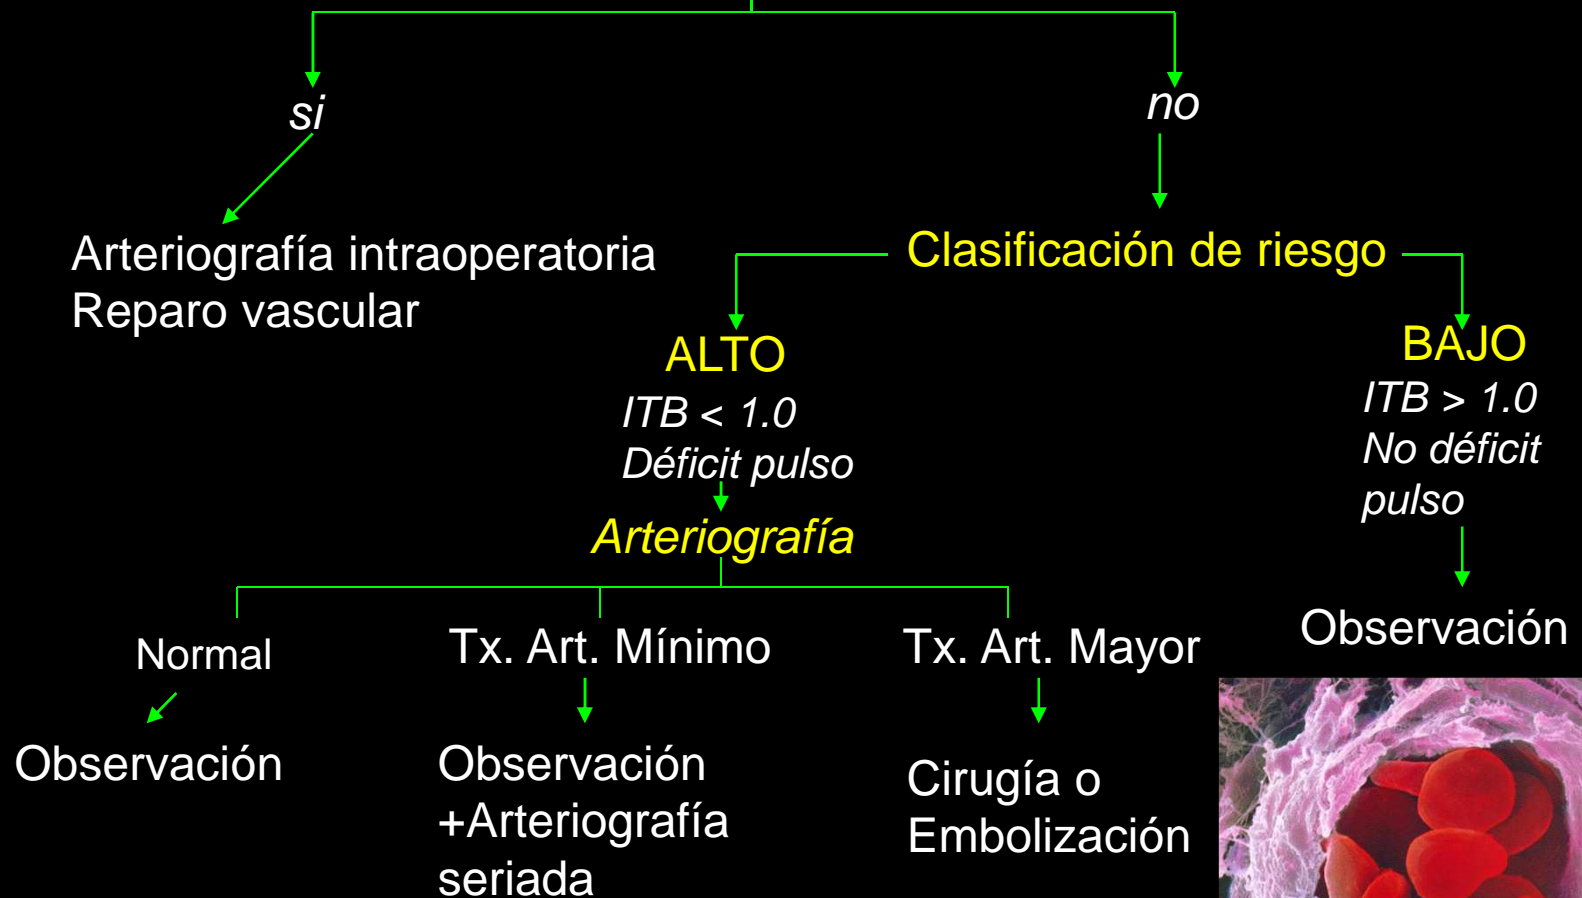 si
no
Arteriografía intraoperatoria
Reparo vascular
Clasificación de riesgo
ALTO
ITB < 1.0
Déficit pulso
BAJO
ITB > 1.0
No déficit
pulso
Arteriografía
Normal
Tx. Art. Mínimo
Tx. Art. Mayor
Observación
Observación
Observación
+Arteriografía
seriada
Cirugía o
Embolización